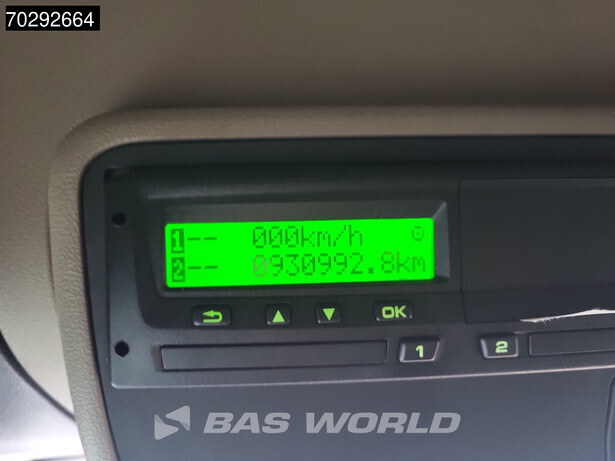 70292664
1-- 000km/h
2-- 0930992.8km
OK
1 2
BAS WORLD